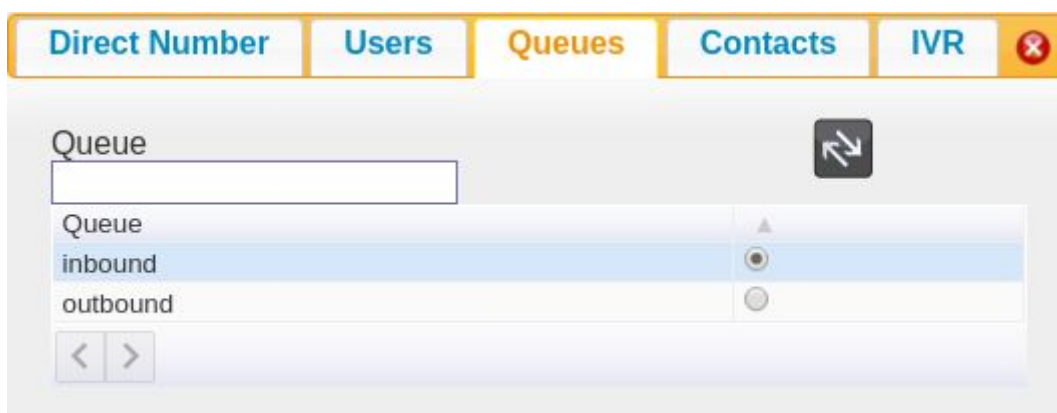 Direct Number Users Queues Contacts IVR
Queue
Queue
inbound
outbound